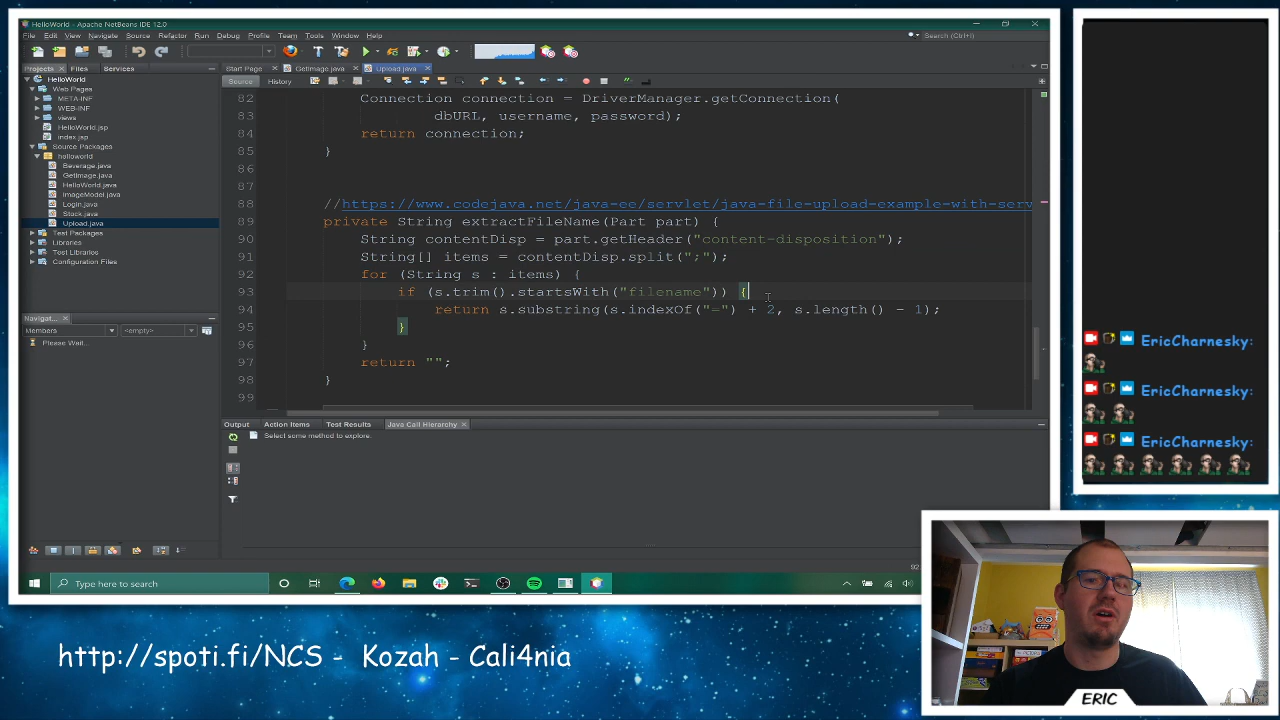 HelloWorld - Apache NetBeans IDE 12.0
File Edit View Navigate Source Refactor Run Debug Profile Team Tools Window Help
Search (Ctrl+I)
Projects Files Services
Start Page GetImage.java Upload.java
Source History
HelloWorld
Web Pages
META-INF
WEB-INF
views
HelloWorld.jsp
index.jsp
Source Packages
helloworld
Beverage.java
GetImage.java
HelloWorld.java
ImageModel.java
Login.java
Stock.java
Upload.java
Test Packages
Libraries
Test Libraries
Configuration Files
Navigator
Members <empty>
Please Wait...
82 Connection connection = DriverManager.getConnection(
83 dbURL, username, password);
84 return connection;
85 }
86
87
88 //https://www.codejava.net/java-ee/servlet/java-file-upload-example-with-serv
89 private String extractFileName(Part part) {
90 String contentDisp = part.getHeader("content-disposition");
91 String[] items = contentDisp.split(";");
92 for (String s : items) {
93 if (s.trim().startsWith("filename")) {
94 return s.substring(s.indexOf("=") + 2, s.length() - 1);
95 }
96 }
97 return "";
98 }
99
Output Action Items Test Results Java Call Hierarchy
Select some method to explore.
Type here to search
EricCharnesky:
EricCharnesky:
EricCharnesky:
http://spoti.fi/NCS - Kozah - Cali4nia
ERIC